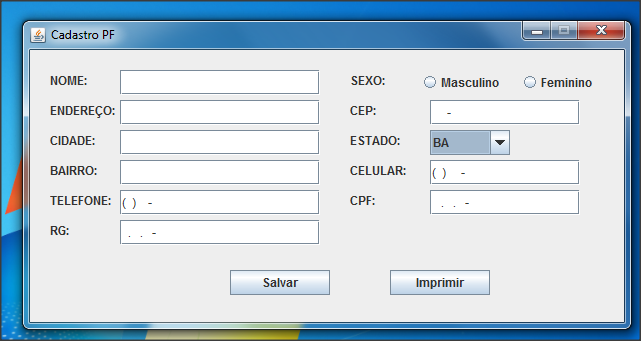 Cadastro PF
NOME: SEXO: Masculino Feminino
ENDEREÇO: CEP: -
CIDADE: ESTADO: BA
BAIRRO: CELULAR: ( ) -
TELEFONE: ( ) - CPF: . . -
RG: . . -
Salvar Imprimir